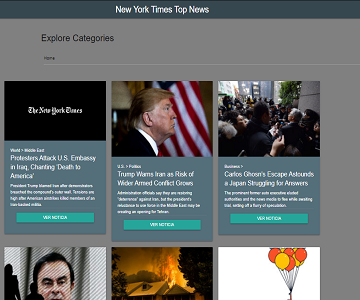 New York Times Top News
Explore Categories
Home
The New York Times
World > Middle East
Protesters Attack U.S. Embassy
in Iraq, Chanting 'Death to
America'
President Trump blamed Iran after demonstrators
breached the compound's outer wall. Tensions are
high after American airstrikes killed members of an
Iran-backed militia.
VER NOTICIA
U.S. > Politics
Trump Warns Iran as Risk of
Wider Armed Conflict Grows
Administration officials say they are restoring
"deterrence" against Iran, but the president's
reluctance to use force in the Middle East may be
creating an opening for Tehran.
VER NOTICIA
Business >
Carlos Ghosn's Escape Astounds
a Japan Struggling for Answers
The prominent former auto executive eluded
authorities and the news media to flee while awaiting
trial, setting off a flurry of speculation.
VER NOTICIA